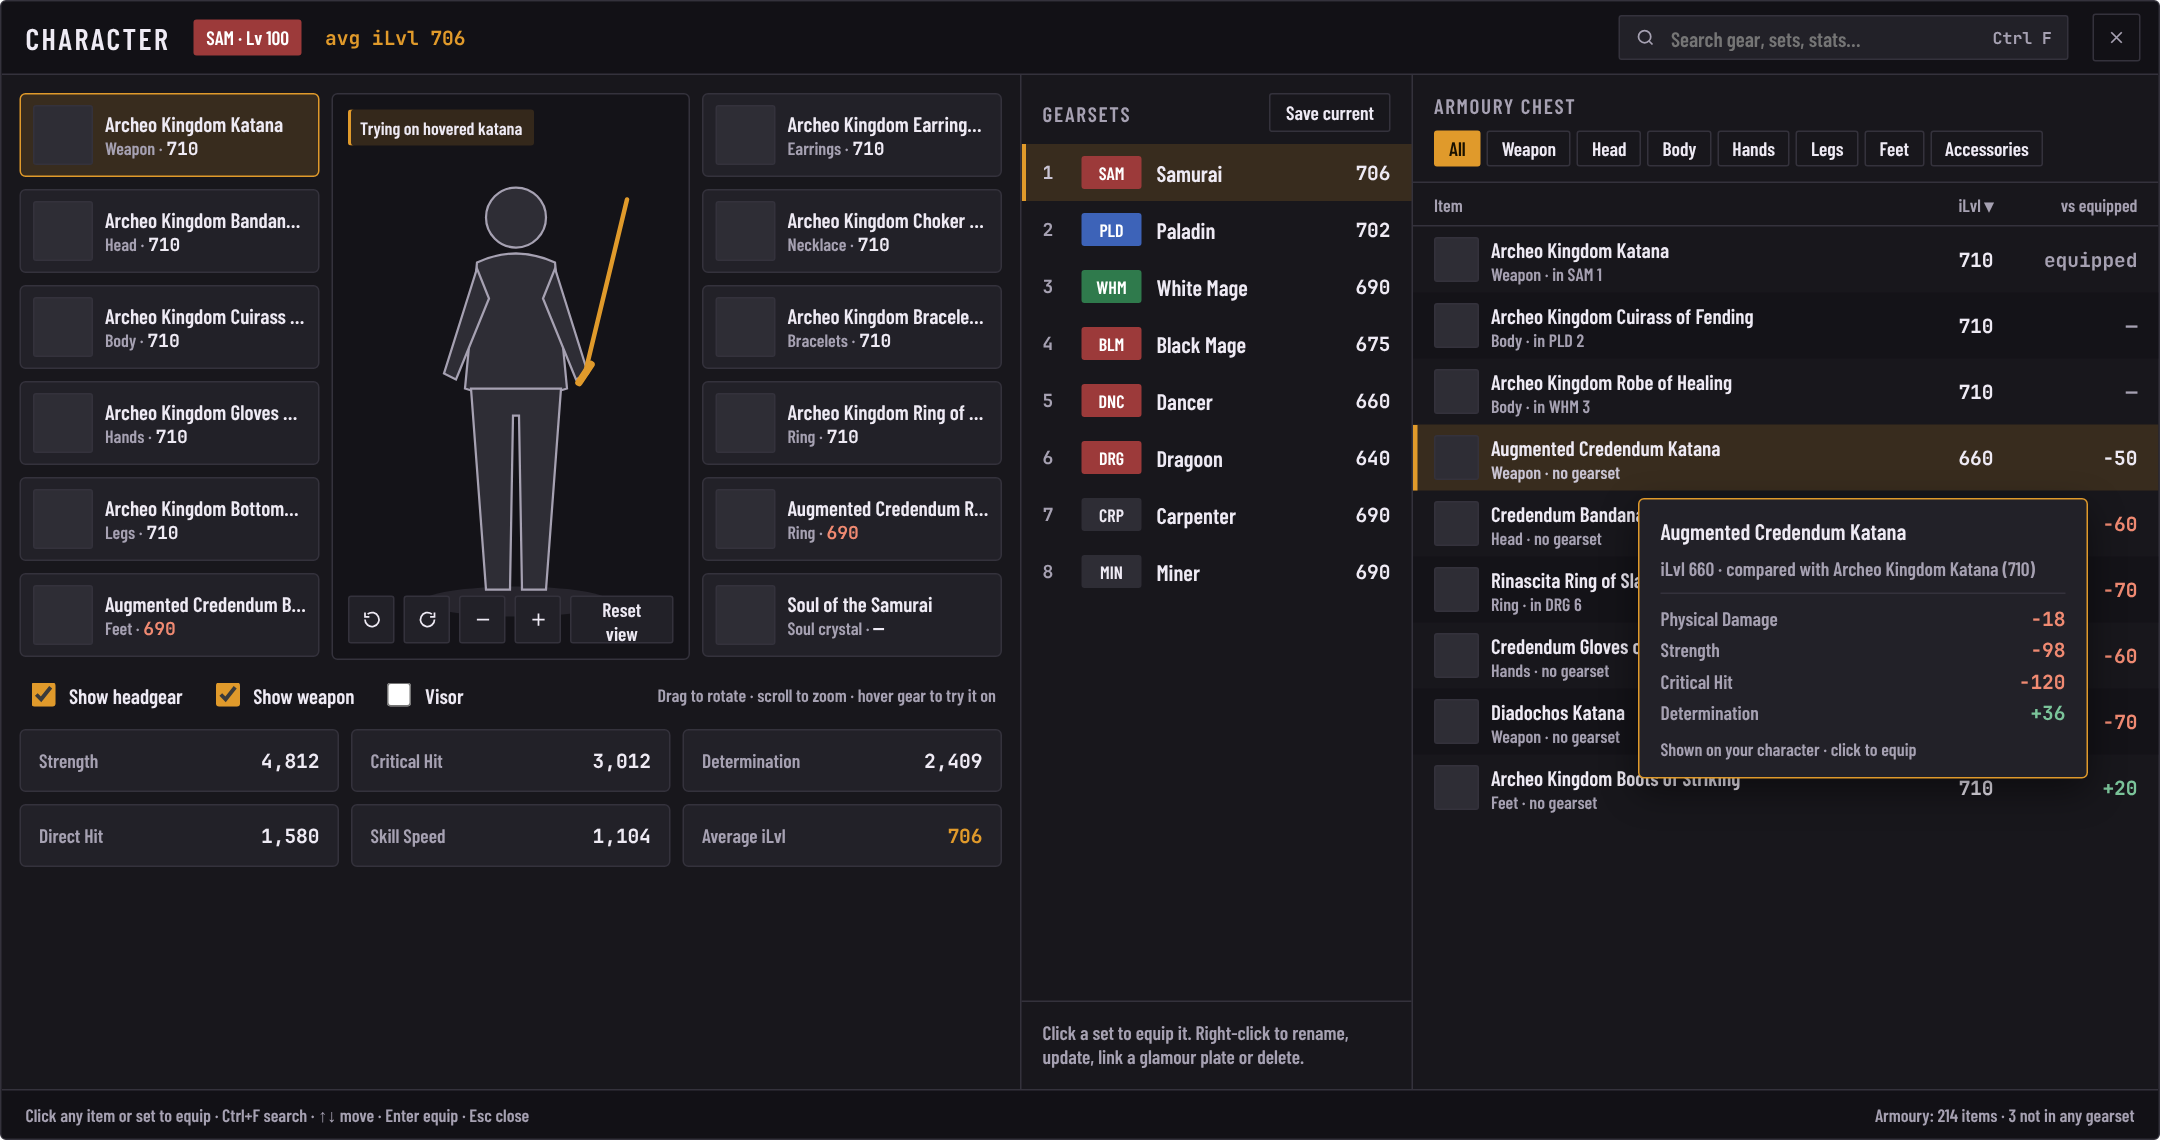 CHARACTER
SAM · Lv 100
avg iLvl 706
Search gear, sets, stats...
Ctrl F
Archeo Kingdom Katana
Weapon · 710
Archeo Kingdom Bandan...
Head · 710
Archeo Kingdom Cuirass ...
Body · 710
Archeo Kingdom Gloves ...
Hands · 710
Archeo Kingdom Bottom...
Legs · 710
Augmented Credendum B...
Feet · 690
Trying on hovered katana
Reset
view
Archeo Kingdom Earring...
Earrings · 710
Archeo Kingdom Choker ...
Necklace · 710
Archeo Kingdom Bracele...
Bracelets · 710
Archeo Kingdom Ring of ...
Ring · 710
Augmented Credendum R...
Ring · 690
Soul of the Samurai
Soul crystal · —
Show headgear
Show weapon
Visor
Drag to rotate · scroll to zoom · hover gear to try it on
Strength 4,812
Critical Hit 3,012
Determination 2,409
Direct Hit 1,580
Skill Speed 1,104
Average iLvl 706
GEARSETS
Save current
1 SAM Samurai 706
2 PLD Paladin 702
3 WHM White Mage 690
4 BLM Black Mage 675
5 DNC Dancer 660
6 DRG Dragoon 640
7 CRP Carpenter 690
8 MIN Miner 690
Click a set to equip it. Right-click to rename,
update, link a glamour plate or delete.
ARMOURY CHEST
All Weapon Head Body Hands Legs Feet Accessories
Item iLvl ▼ vs equipped
Archeo Kingdom Katana
Weapon · in SAM 1
710 equipped
Archeo Kingdom Cuirass of Fending
Body · in PLD 2
710 —
Archeo Kingdom Robe of Healing
Body · in WHM 3
710 —
Augmented Credendum Katana
Weapon · no gearset
660 -50
Credendum Bandana
Head · no gearset
-60
Rinascita Ring of Sla
Ring · in DRG 6
-70
Credendum Gloves
Hands · no gearset
-60
Diadochos Katana
Weapon · no gearset
-70
Archeo Kingdom Boots of Striking
Feet · no gearset
710 +20
Augmented Credendum Katana
iLvl 660 · compared with Archeo Kingdom Katana (710)
Physical Damage -18
Strength -98
Critical Hit -120
Determination +36
Shown on your character · click to equip
Click any item or set to equip · Ctrl+F search · ↑↓ move · Enter equip · Esc close
Armoury: 214 items · 3 not in any gearset